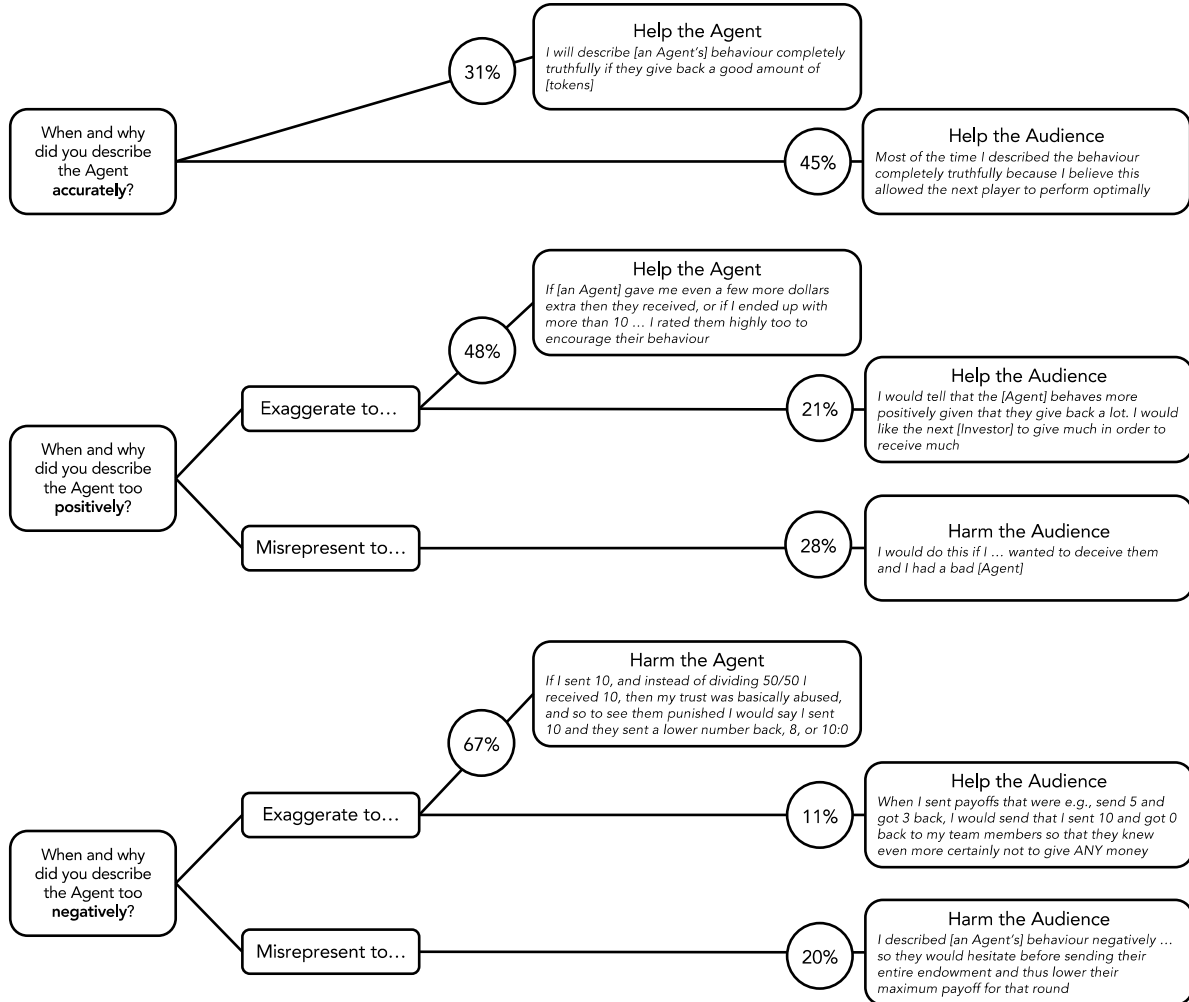 When and why
did you describe
the Agent
accurately?
31%
Help the Agent
I will describe [an Agent's] behaviour completely
truthfully if they give back a good amount of
[tokens]
45%
Help the Audience
Most of the time I described the behaviour
completely truthfully because I believe this
allowed the next player to perform optimally
When and why
did you describe
the Agent too
positively?
Exaggerate to…
48%
Help the Agent
If [an Agent] gave me even a few more dollars
extra then they received, or if I ended up with
more than 10 … I rated them highly too to
encourage their behaviour
21%
Help the Audience
I would tell that the [Agent] behaves more
positively given that they give back a lot. I would
like the next [Investor] to give much in order to
receive much
Misrepresent to…
28%
Harm the Audience
I would do this if I … wanted to deceive them
and I had a bad [Agent]
When and why
did you describe
the Agent too
negatively?
Exaggerate to…
67%
Harm the Agent
If I sent 10, and instead of dividing 50/50 I
received 10, then my trust was basically abused,
and so to see them punished I would say I sent
10 and they sent a lower number back, 8, or 10:0
11%
Help the Audience
When I sent payoffs that were e.g., send 5 and
got 3 back, I would send that I sent 10 and got 0
back to my team members so that they knew
even more certainly not to give ANY money
Misrepresent to…
20%
Harm the Audience
I described [an Agent's] behaviour negatively …
so they would hesitate before sending their
entire endowment and thus lower their
maximum payoff for that round